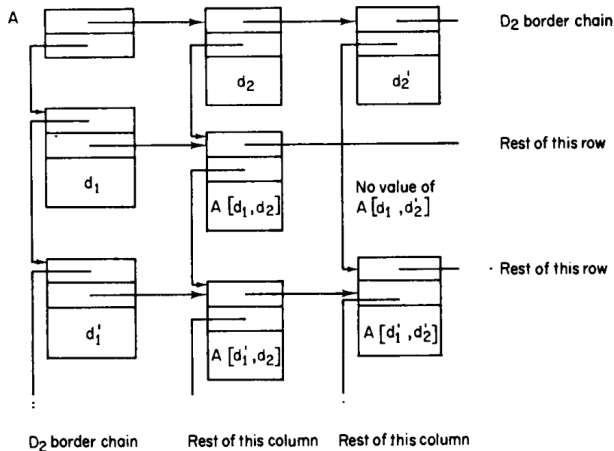 A
D₂ border chain
d₂
d₂'
Rest of this row
d₁
A [d₁, d₂]
No value of
A [d₁, d₂']
Rest of this row
d₁'
A [d₁', d₂]
A [d₁', d₂']
D₂ border chain
Rest of this column
Rest of this column